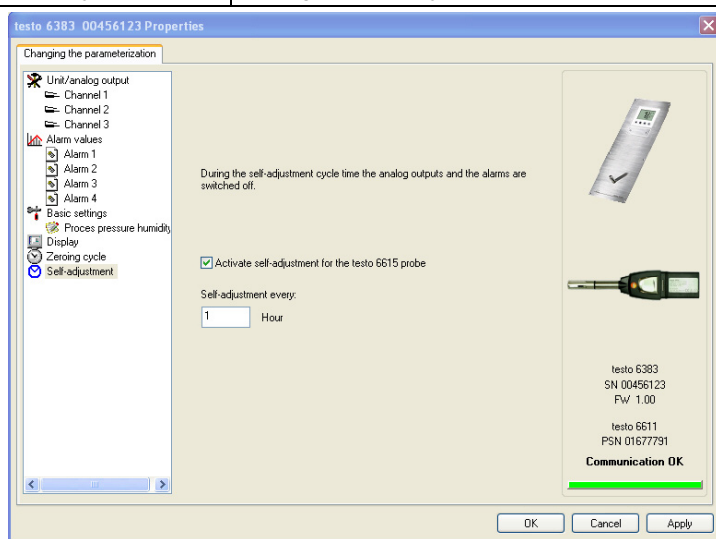 testo 6383 00456123 Properties
Changing the parameterization
Unit/analog output
Channel 1
Channel 2
Channel 3
Alarm values
Alarm 1
Alarm 2
Alarm 3
Alarm 4
Basic settings
Proces pressure humidity
Display
Zeroing cycle
Self-adjustment
During the self-adjustment cycle time the analog outputs and the alarms are
switched off.
Activate self-adjustment for the testo 6615 probe
Self-adjustment every:
1 Hour
testo 6383
SN 00456123
FW 1.00
testo 6611
PSN 01677791
Communication OK
OK Cancel Apply